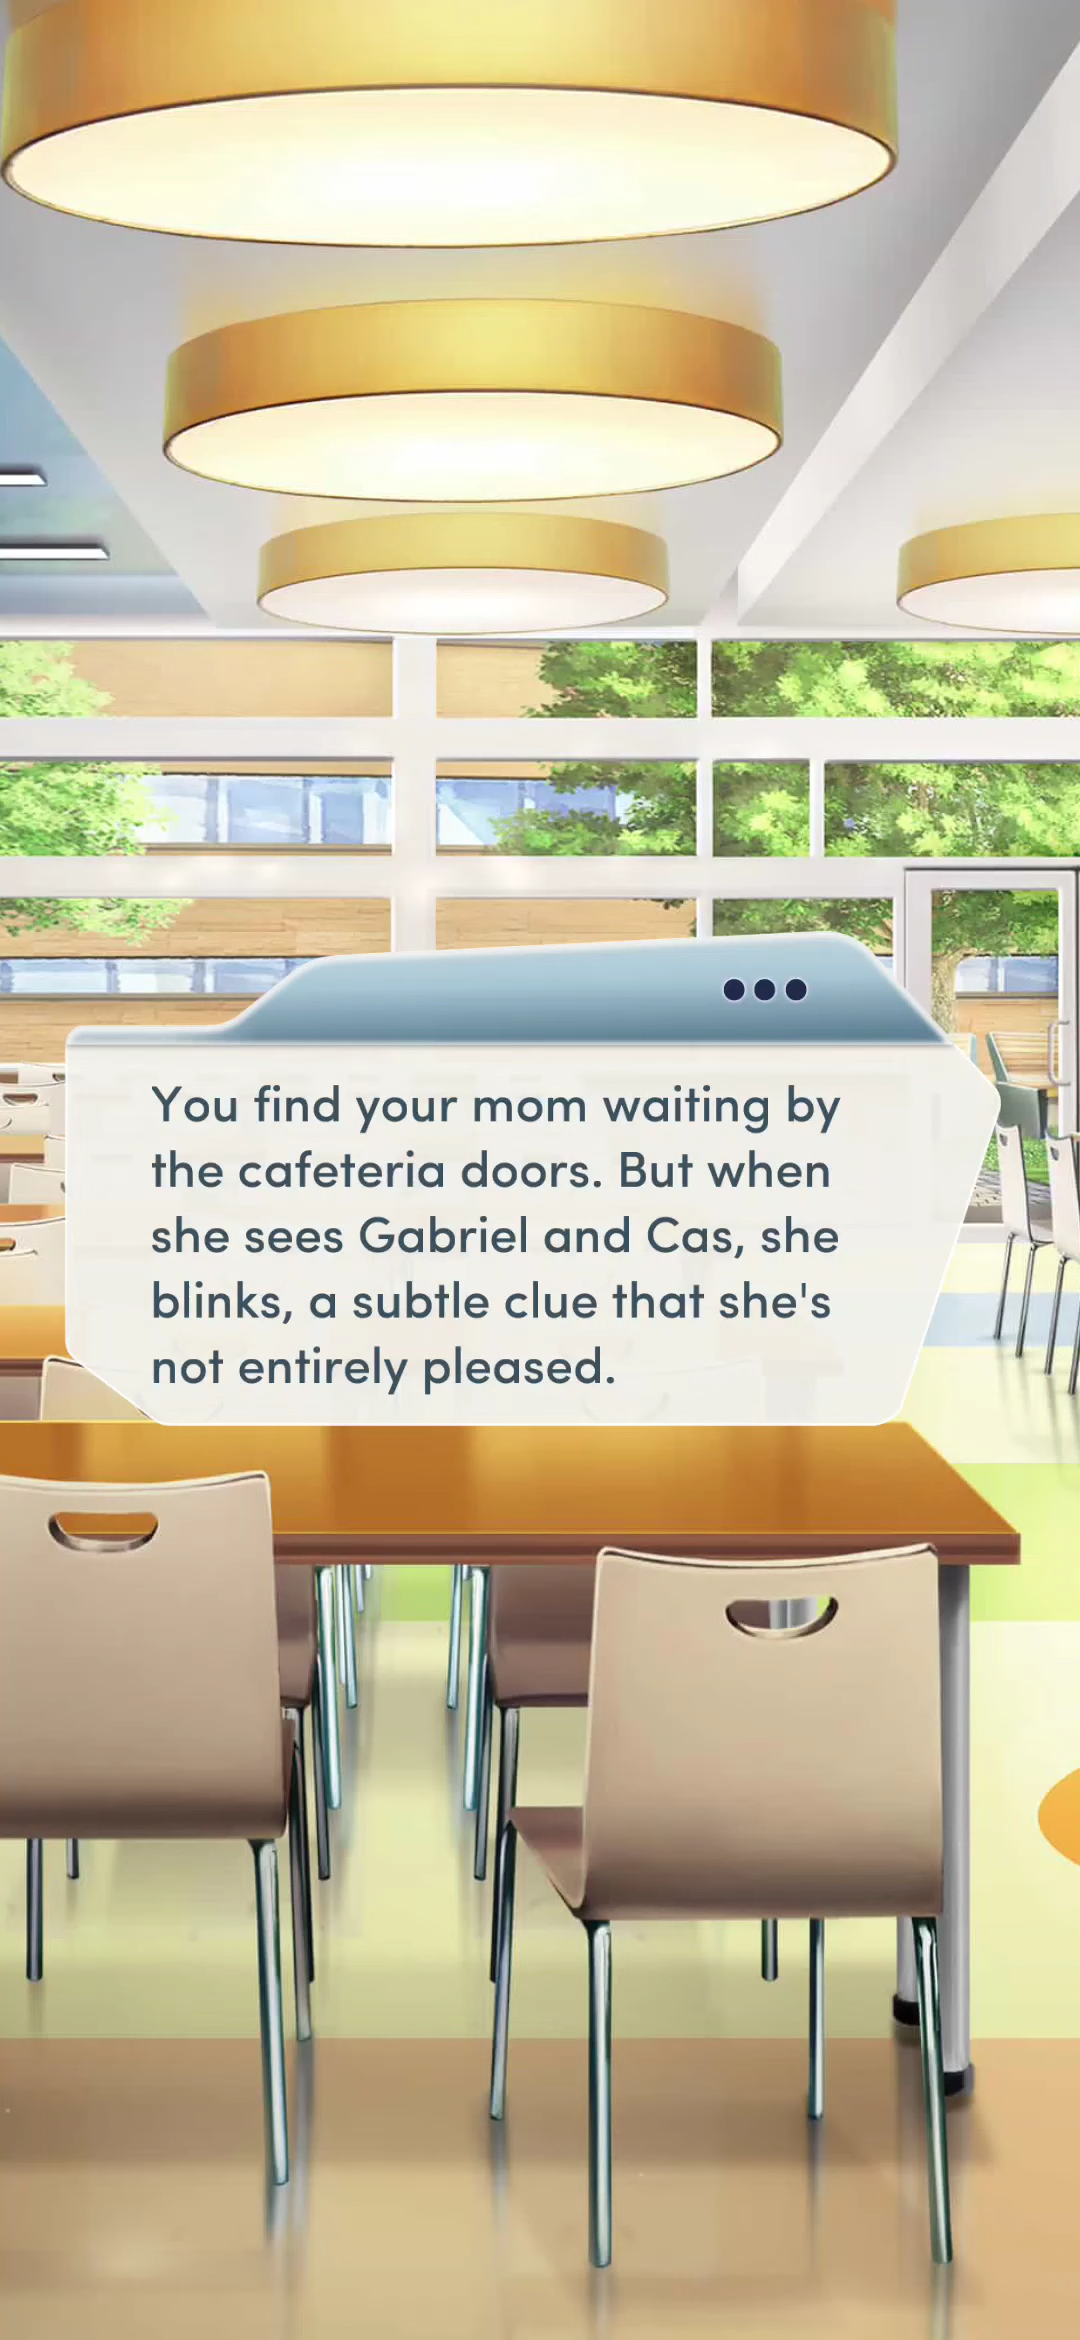 You find your mom waiting by
the cafeteria doors. But when
she sees Gabriel and Cas, she
blinks, a subtle clue that she's
not entirely pleased.